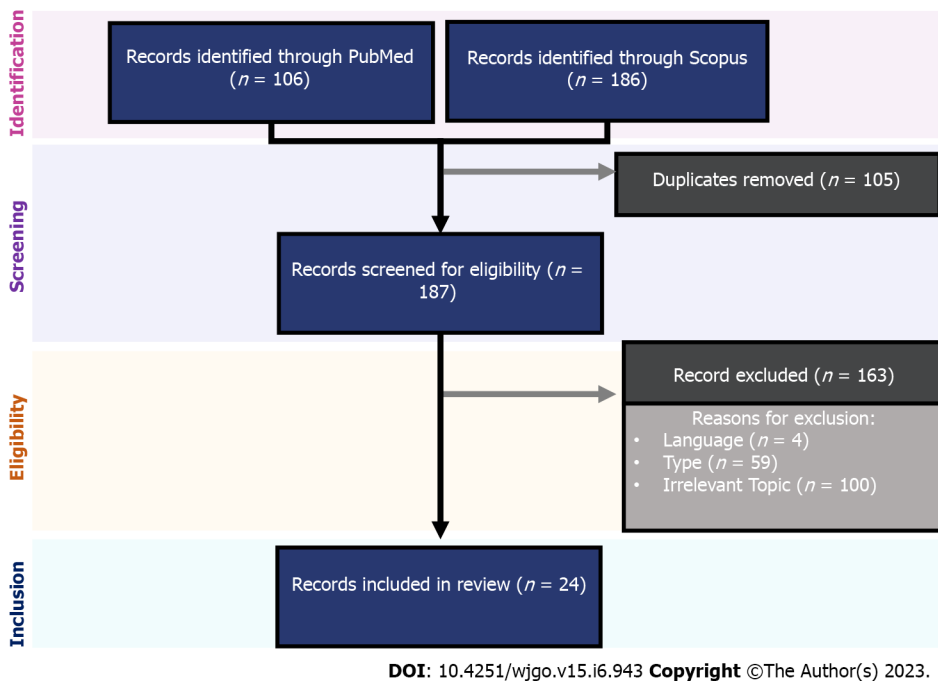 Identification
Records identified through PubMed
(n = 106)
Records identified through Scopus
(n = 186)
Screening
Duplicates removed (n = 105)
Records screened for eligibility (n =
187)
Eligibility
Record excluded (n = 163)
Reasons for exclusion:
• Language (n = 4)
• Type (n = 59)
• Irrelevant Topic (n = 100)
Inclusion
Records included in review (n = 24)
DOI: 10.4251/wjgo.v15.i6.943 Copyright ©The Author(s) 2023.